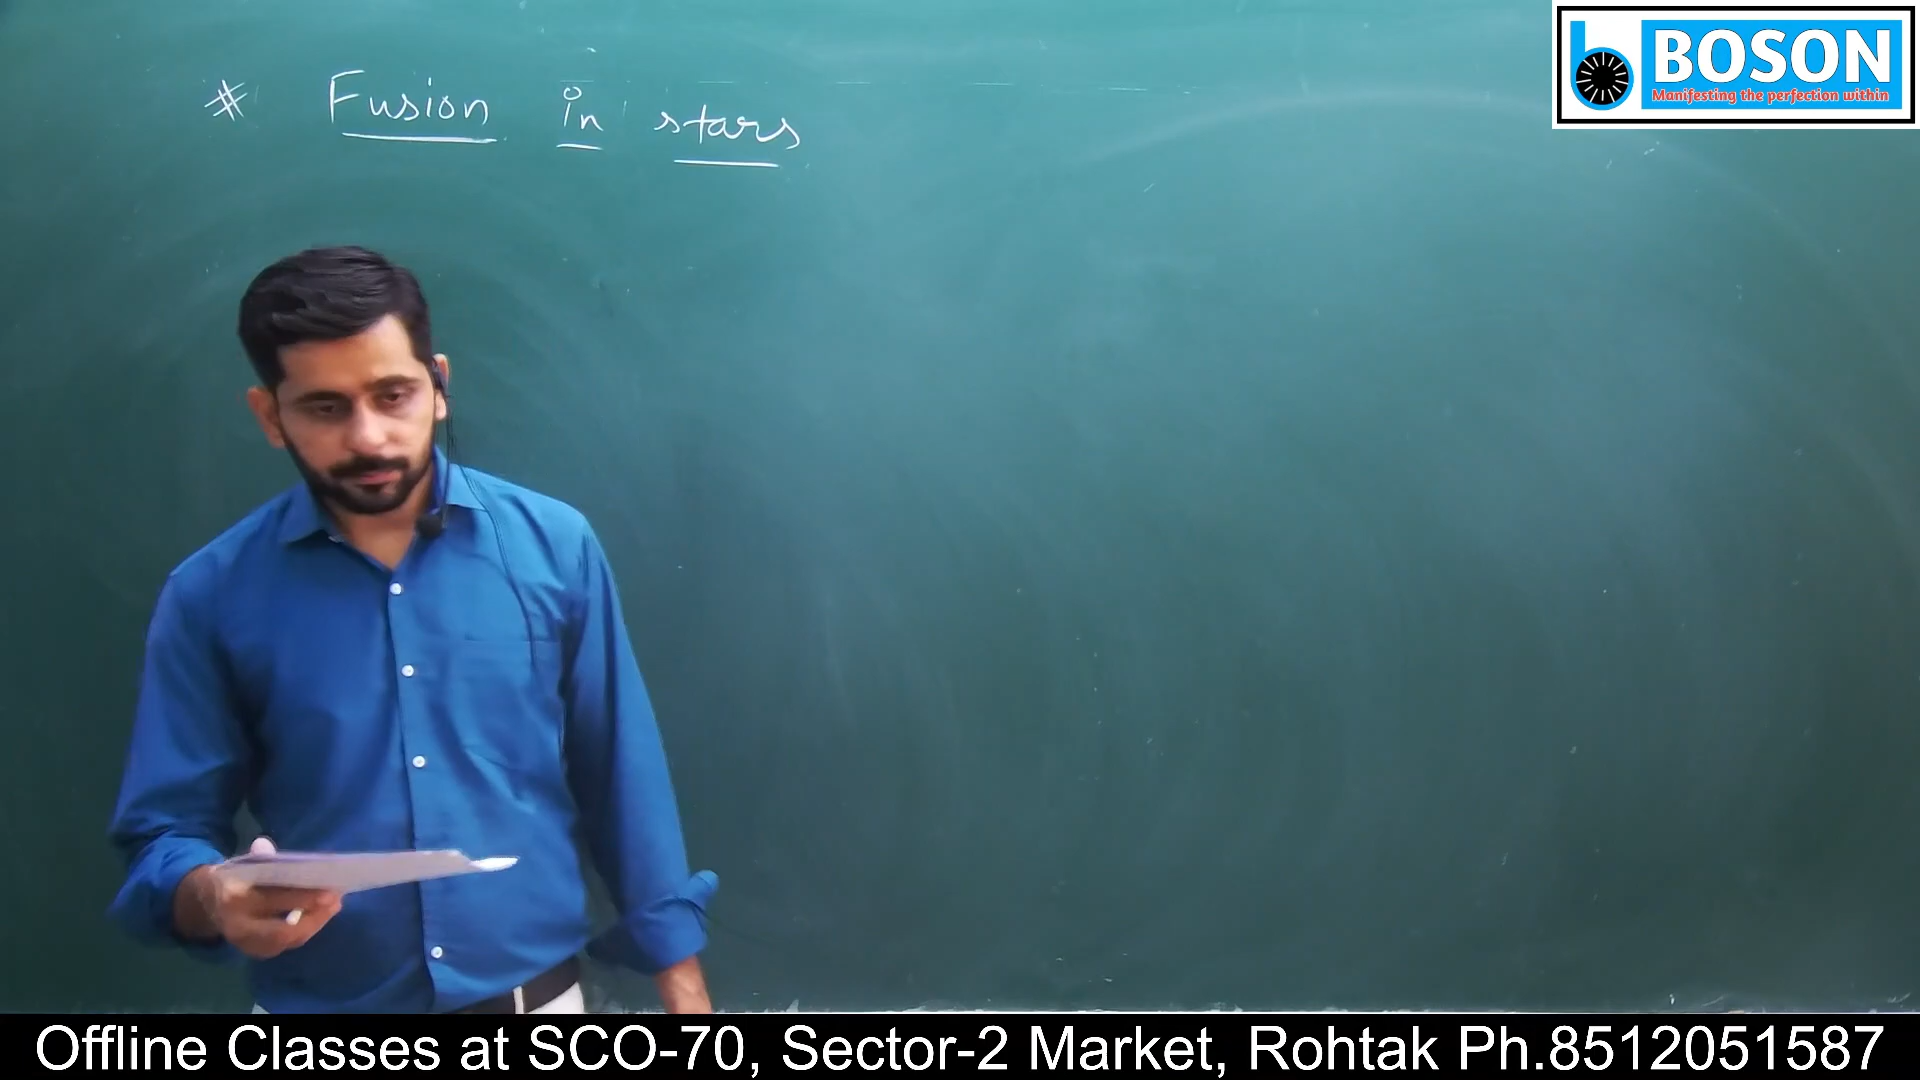 # Fusion in stars
BOSON
Manifesting the perfection within
Offline Classes at SCO-70, Sector-2 Market, Rohtak Ph.8512051587